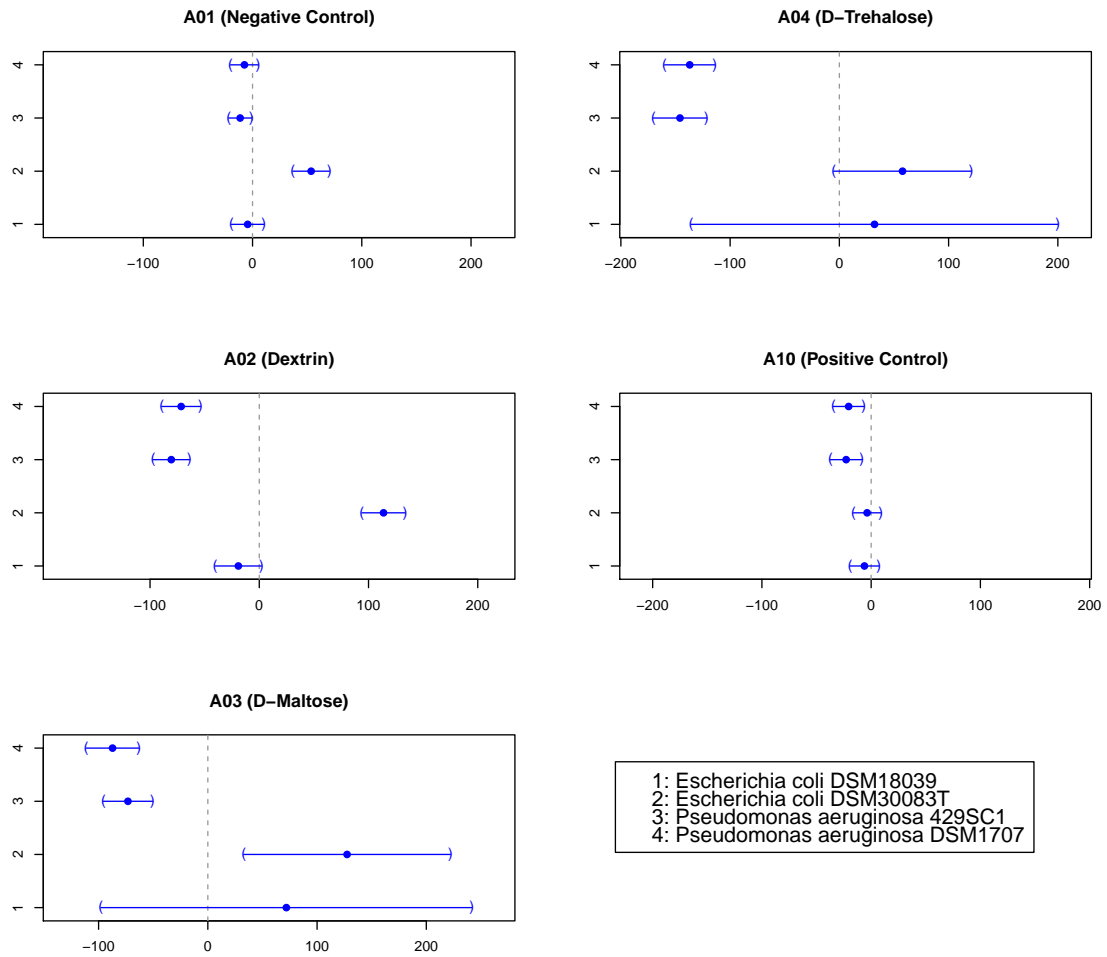 A01 (Negative Control)
4
3
2
1
−100 0 100 200
A04 (D−Trehalose)
4
3
2
1
−200 −100 0 100 200
A02 (Dextrin)
4
3
2
1
−100 0 100 200
A10 (Positive Control)
4
3
2
1
−200 −100 0 100 200
A03 (D−Maltose)
4
3
2
1
−100 0 100 200
1: Escherichia coli DSM18039
2: Escherichia coli DSM30083T
3: Pseudomonas aeruginosa 429SC1
4: Pseudomonas aeruginosa DSM1707